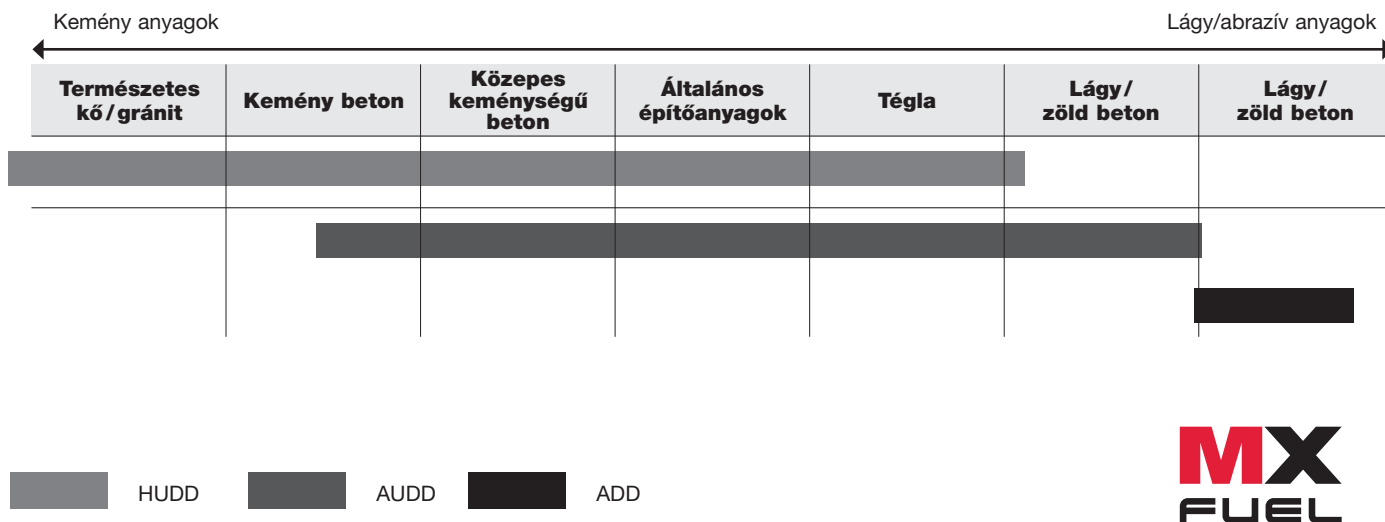 Kemény anyagok
Lágy/abrazív anyagok
Természetes
kő/gránit
Kemény beton
Közepes
keménységű
beton
Általános
építőanyagok
Tégla
Lágy/
zöld beton
Lágy/
zöld beton
HUDD
AUDD
ADD
MX
FUEL